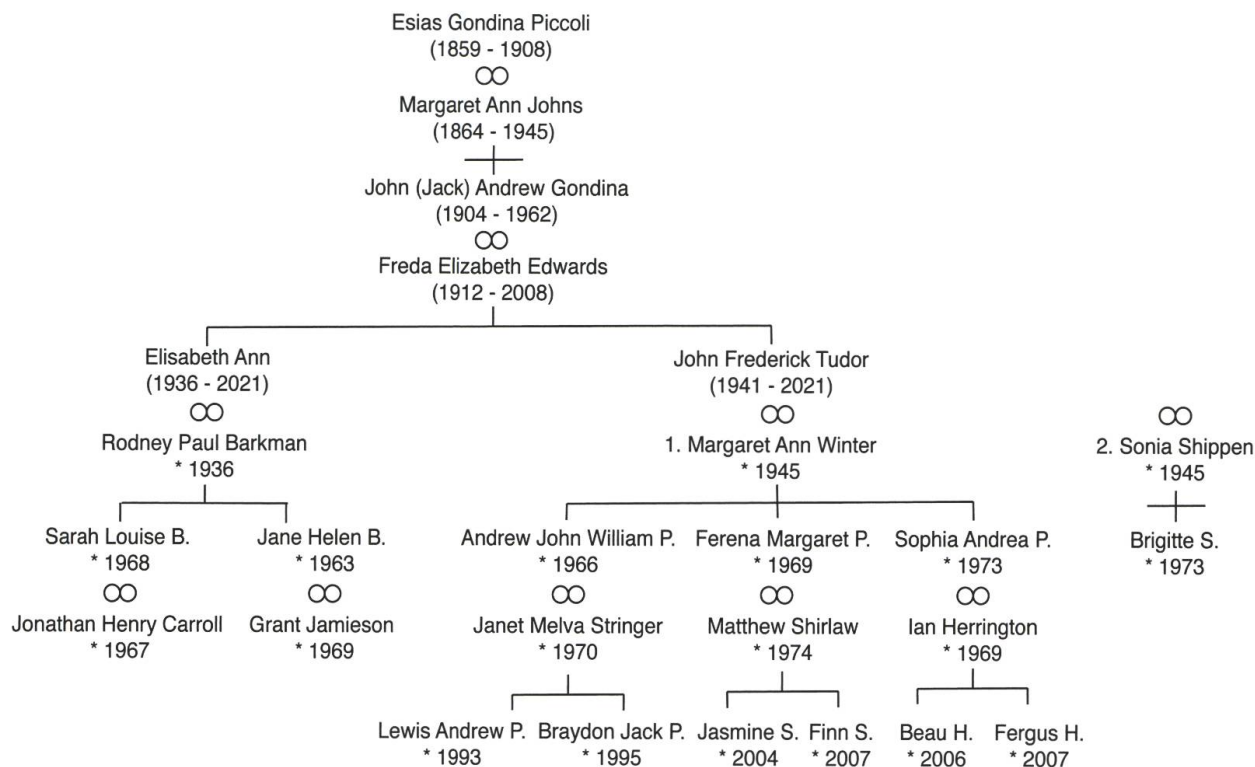 Esias Gondina Piccoli
(1859 - 1908)
Margaret Ann Johns
(1864 - 1945)
John (Jack) Andrew Gondina
(1904 - 1962)
Freda Elizabeth Edwards
(1912 - 2008)
Elisabeth Ann
(1936 - 2021)
Rodney Paul Barkman
* 1936
John Frederick Tudor
(1941 - 2021)
1. Margaret Ann Winter
* 1945
2. Sonia Shippen
* 1945
Sarah Louise B.
* 1968
Jonathan Henry Carroll
* 1967
Jane Helen B.
* 1963
Grant Jamieson
* 1969
Andrew John William P.
* 1966
Janet Melva Stringer
* 1970
Ferena Margaret P.
* 1969
Matthew Shirlaw
* 1974
Sophia Andrea P.
* 1973
Ian Herrington
* 1969
Brigitte S.
* 1973
Lewis Andrew P.
* 1993
Braydon Jack P.
* 1995
Jasmine S.
* 2004
Finn S.
* 2007
Beau H.
* 2006
Fergus H.
* 2007